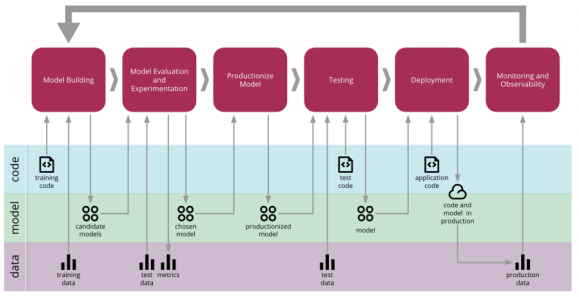 Model Building
Model Evaluation
and
Experimentation
Productionize
Model
Testing
Deployment
Monitoring and
Observability
code
training
code
test
code
application
code
model
candidate
models
chosen
model
productionized
model
model
code and
model in
production
data
training
data
test
data
metrics
test
data
production
data